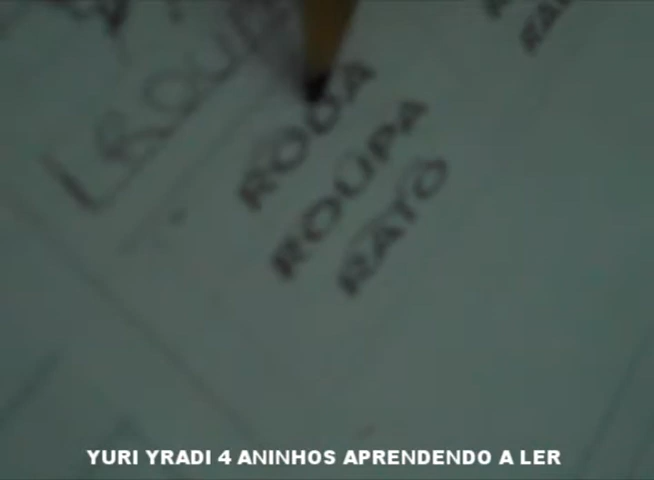 RODA
ROUPA
RATO
YURI YRADI 4 ANINHOS APRENDENDO A LER